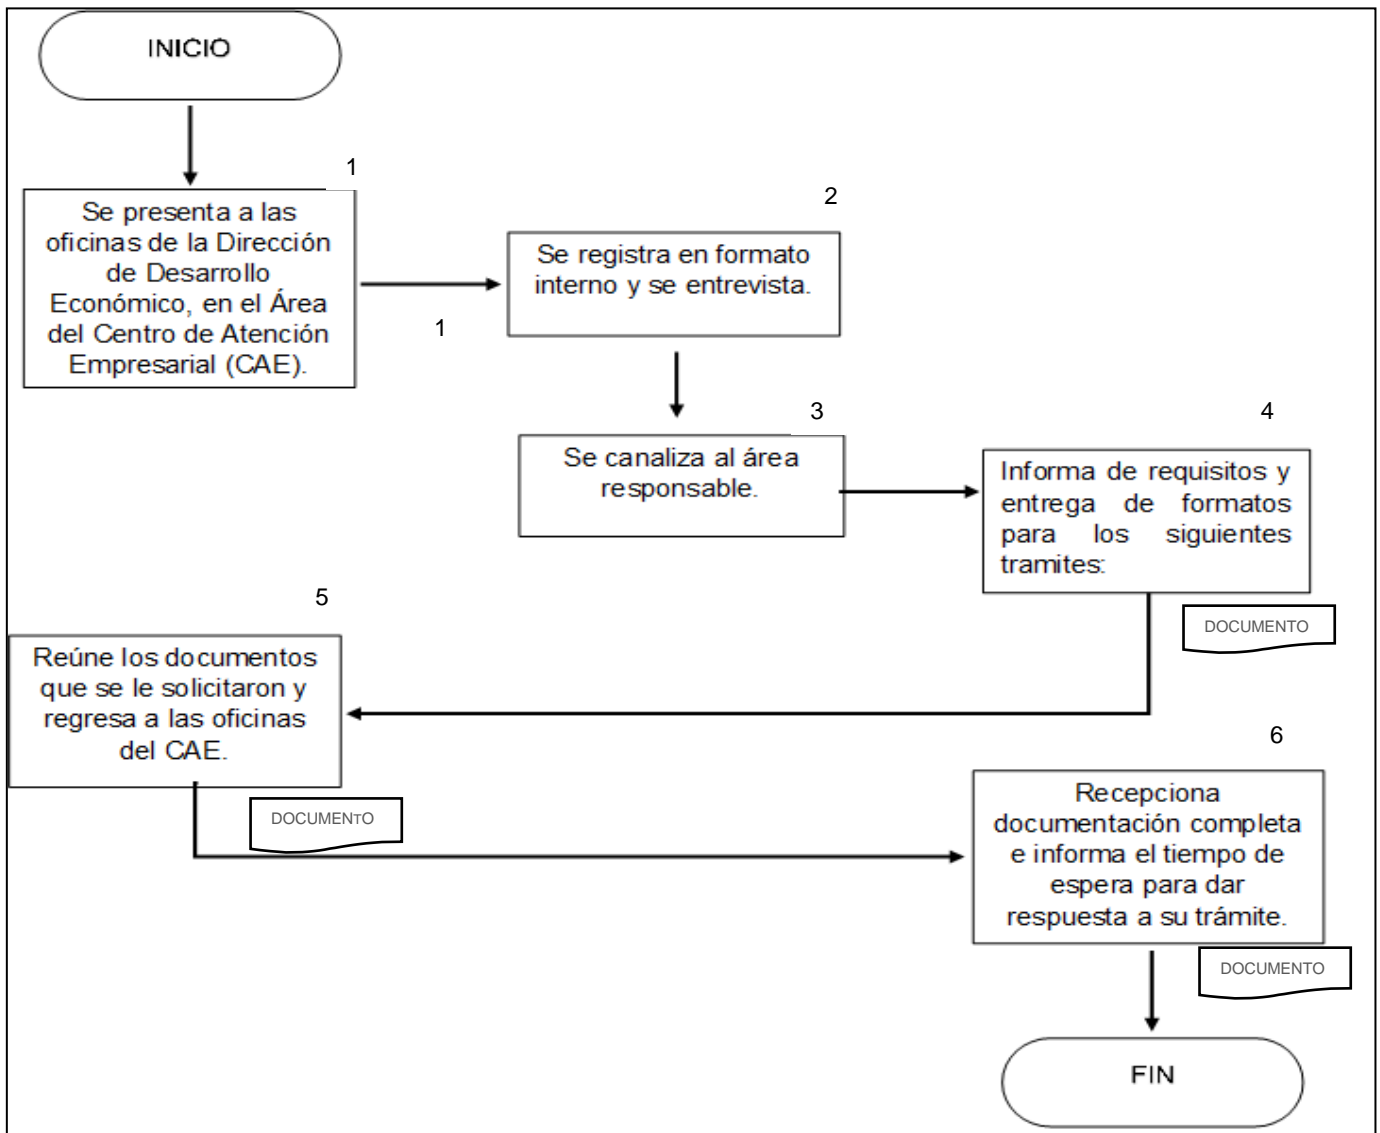 INICIO
1
Se presenta a las
oficinas de la Dirección
de Desarrollo
Económico, en el Área
del Centro de Atención
Empresarial (CAE).
1
2
Se registra en formato
interno y se entrevista.
3
Se canaliza al área
responsable.
4
Informa de requisitos y
entrega de formatos
para los siguientes
tramites:
DOCUMENTO
5
Reúne los documentos
que se le solicitaron y
regresa a las oficinas
del CAE.
DOCUMENTO
6
Recepciona
documentación completa
e informa el tiempo de
espera para dar
respuesta a su trámite.
DOCUMENTO
FIN